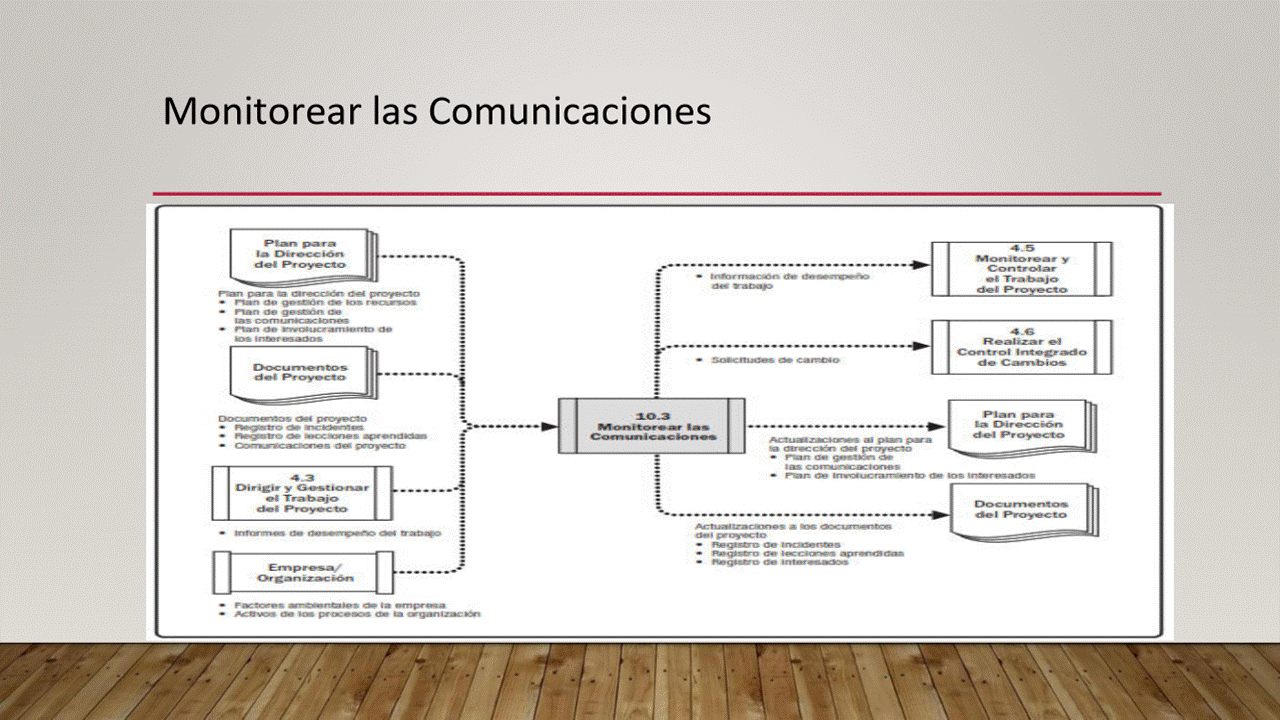 Monitorear las Comunicaciones
Plan para
la Dirección
del Proyecto
Plan para la dirección del proyecto
• Plan de gestión de los recursos
• Plan de gestión de
las comunicaciones
• Plan de involucramiento de
los interesados
Documentos
del Proyecto
Documentos del proyecto
• Registro de incidentes
• Registro de lecciones aprendidas
• Comunicaciones del proyecto
4.3
Dirigir y Gestionar
el Trabajo
del Proyecto
• Informes de desempeño del trabajo
Empresa/
Organización
• Factores ambientales de la empresa
• Activos de los procesos de la organización
10.3
Monitorear las
Comunicaciones
• Información de desempeño
del trabajo
4.5
Monitorear y
Controlar
el Trabajo
del Proyecto
• Solicitudes de cambio
4.6
Realizar el
Control Integrado
de Cambios
Actualizaciones al plan para
la dirección del proyecto
• Plan de gestión de
las comunicaciones
• Plan de involucramiento de los interesados
Plan para
la Dirección
del Proyecto
Actualizaciones a los documentos
del proyecto
• Registro de incidentes
• Registro de lecciones aprendidas
• Registro de interesados
Documentos
del Proyecto